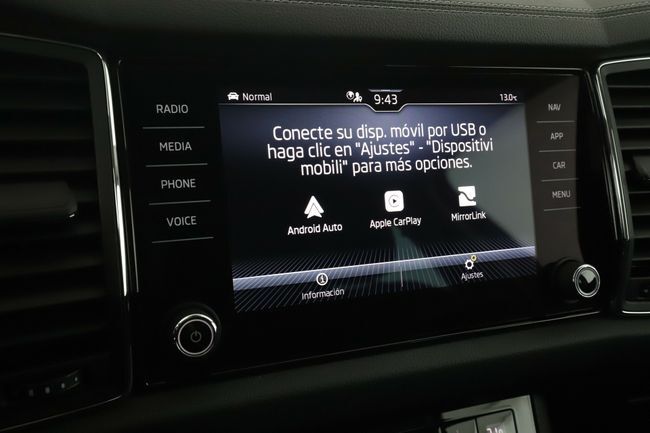 Normal
9:43
13.0℃
RADIO
MEDIA
PHONE
VOICE
Conecte su disp. móvil por USB o
haga clic en "Ajustes" - "Dispositivi
mobili" para más opciones.
Android Auto
Apple CarPlay
MirrorLink
Información
Ajustes
NAV
APP
CAR
MENU